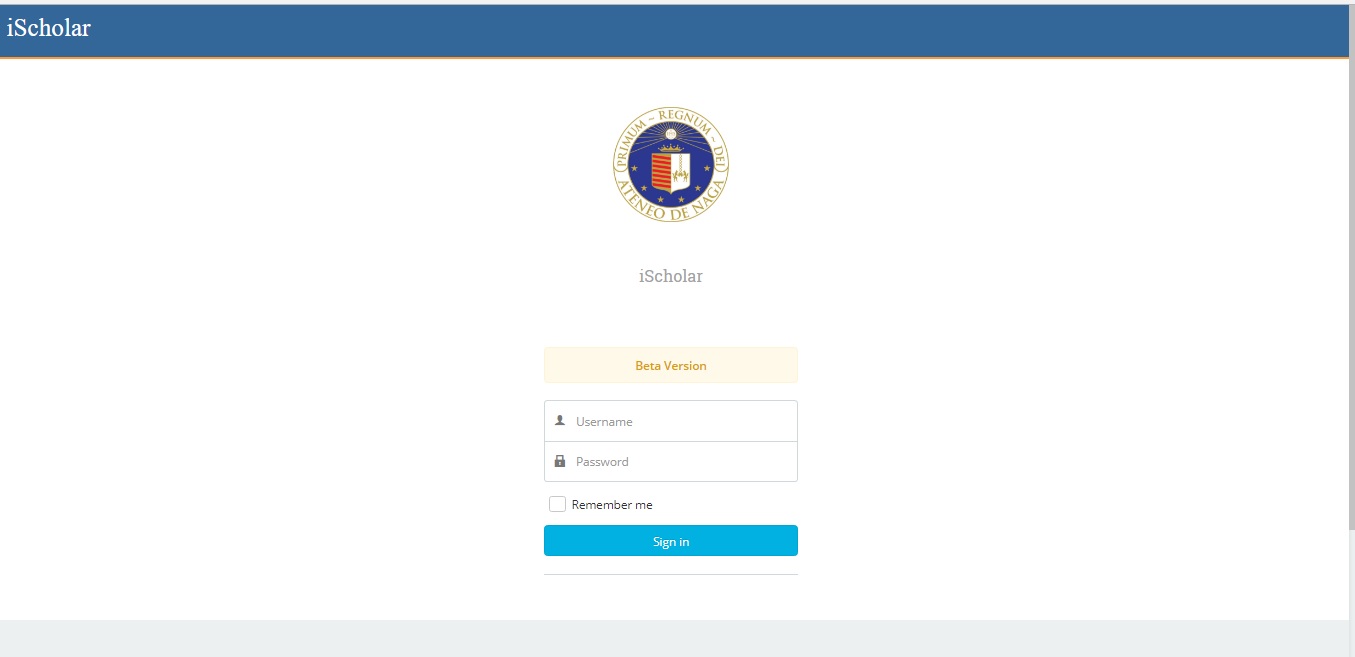 iScholar
PRIMUM ~ REGNUM ~ DEI
ATENEO DE NAGA
iScholar
Beta Version
Username
Password
Remember me
Sign in